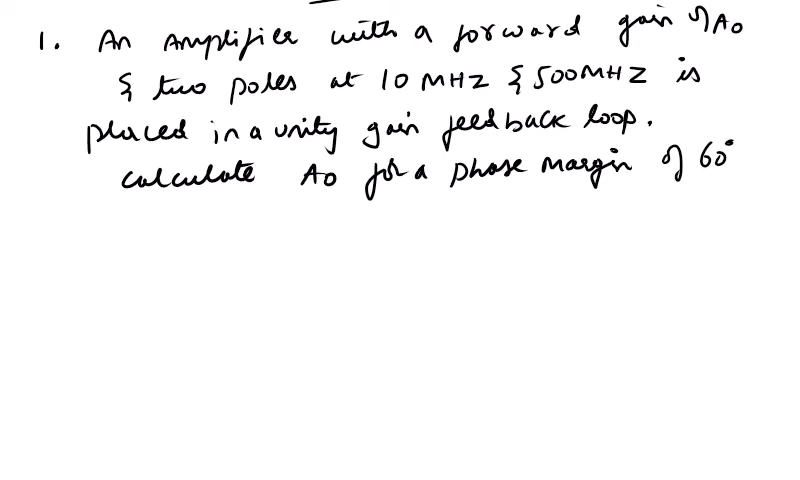 1. An Amplifier with a forward gain of A0
& two poles at 10 MHZ & 500MHZ is
placed in a unity gain feedback loop.
calculate A0 for a phase margin of 60°